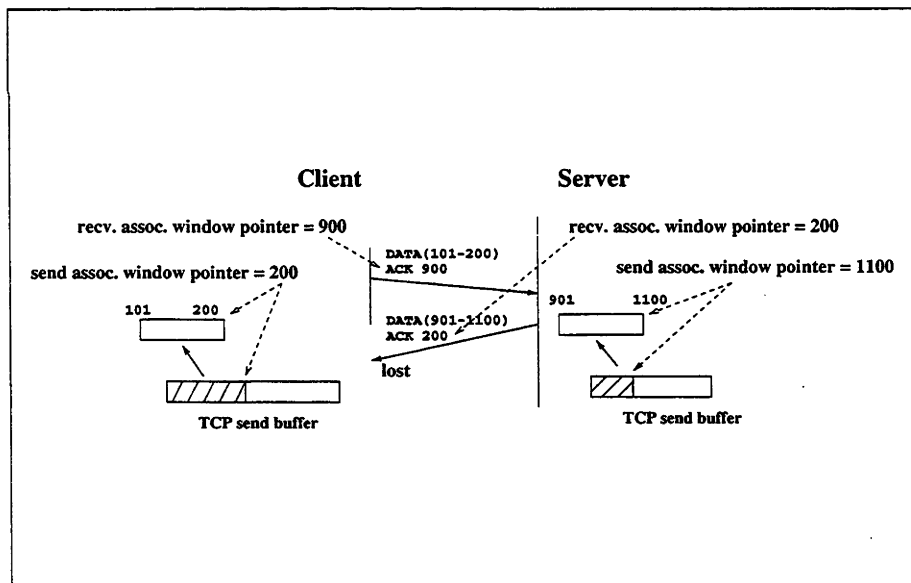 Client
Server
recv. assoc. window pointer = 900
recv. assoc. window pointer = 200
DATA(101-200)
ACK 900
send assoc. window pointer = 200
send assoc. window pointer = 1100
101 200
901 1100
DATA(901-1100)
ACK 200
lost
TCP send buffer
TCP send buffer